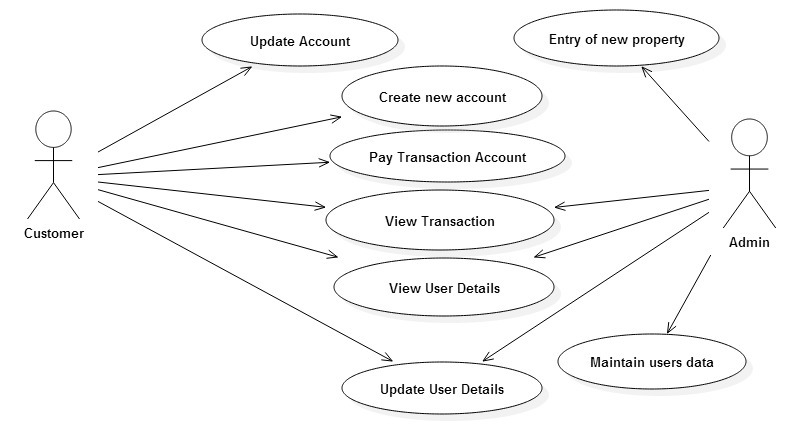 Update Account
Entry of new property
Create new account
Pay Transaction Account
View Transaction
Customer
Admin
View User Details
Maintain users data
Update User Details